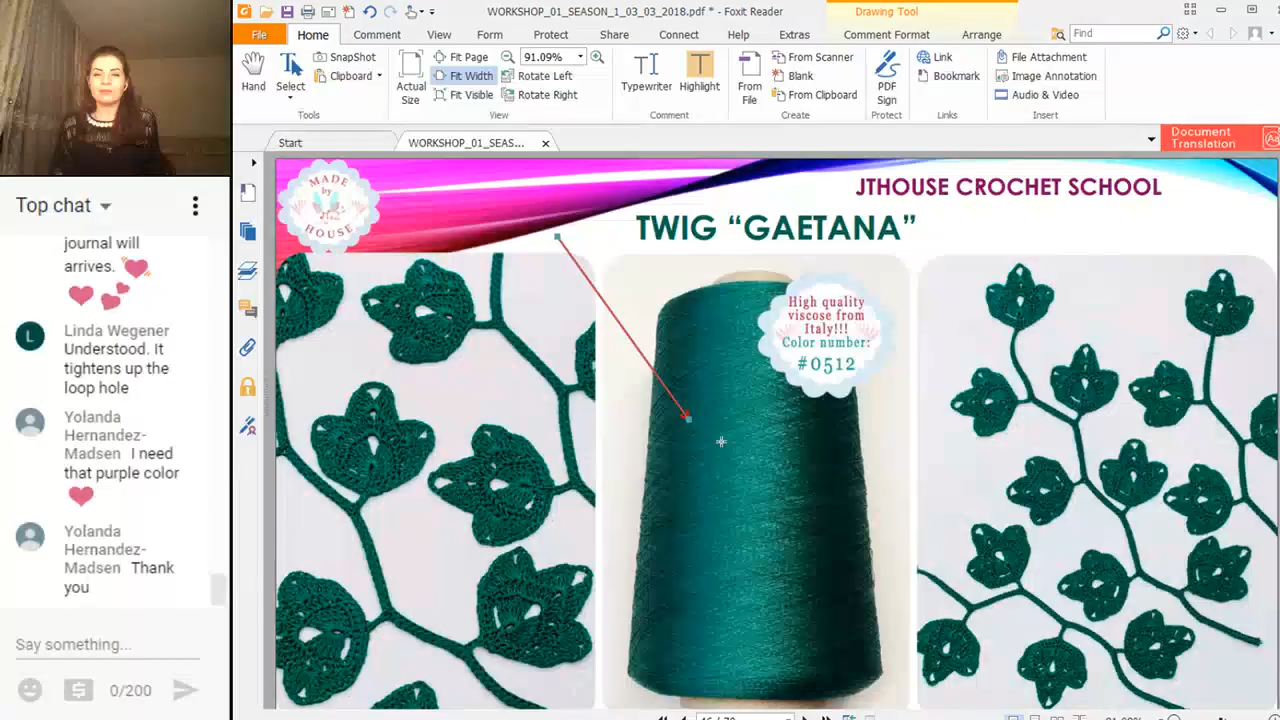 WORKSHOP_01_SEASON_1_03_03_2018.pdf * - Foxit Reader
Drawing Tool
File
Home
Comment
View
Form
Protect
Share
Connect
Help
Extras
Comment Format
Arrange
Find
Hand
Select
SnapShot
Clipboard
Actual
Size
Fit Page
Fit Width
Fit Visible
91.09%
Rotate Left
Rotate Right
Typewriter
Highlight
From
File
From Scanner
Blank
From Clipboard
PDF
Sign
Link
Bookmark
File Attachment
Image Annotation
Audio & Video
Tools
View
Comment
Create
Protect
Links
Insert
Start
WORKSHOP_01_SEAS...
Document
Translation
Top chat
journal will
arrives.
L
Linda Wegener
Understood. It
tightens up the
loop hole
Yolanda
Hernandez-
Madsen I need
that purple color
Yolanda
Hernandez-
Madsen Thank
you
Say something...
0/200
MADE
by
HOUSE
JTHOUSE CROCHET SCHOOL
TWIG “GAETANA”
High quality
viscose from
Italy!!!
Color number:
#0512